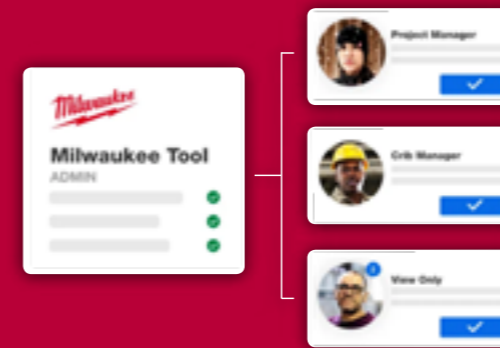 Milwaukee
Milwaukee Tool
ADMIN
Project Manager
Crib Manager
View Only